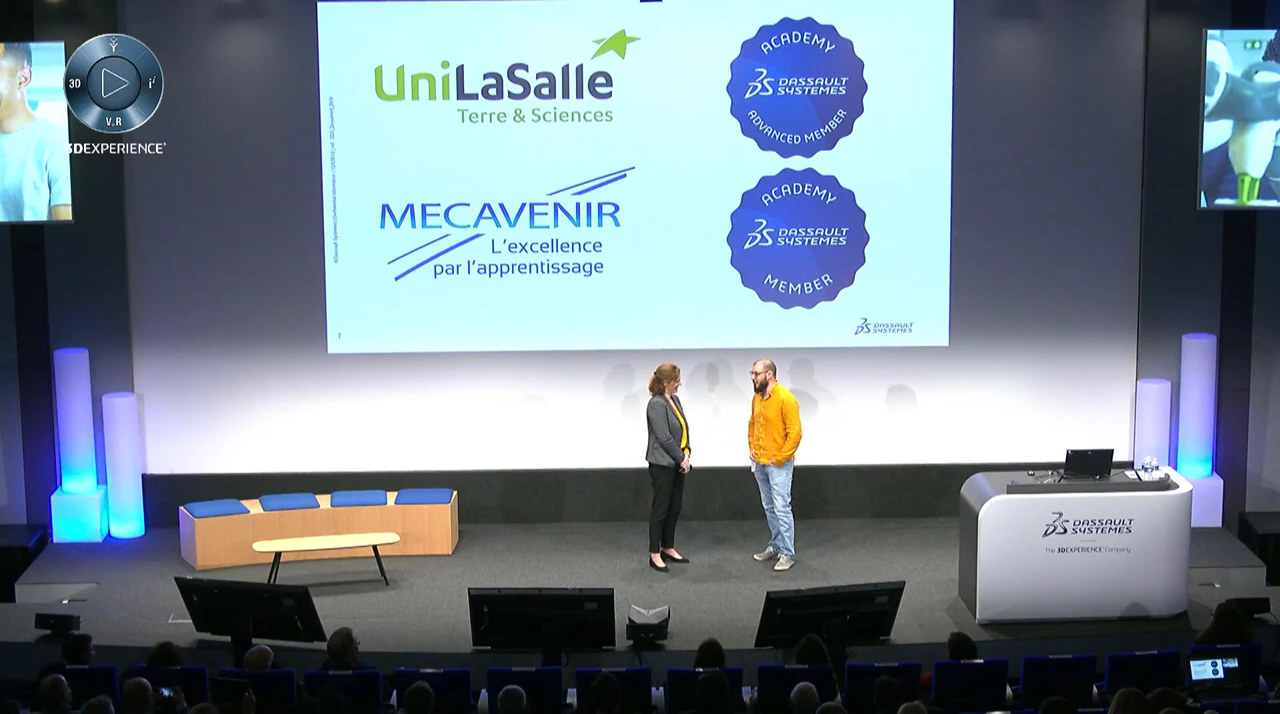 3D
V.R
3DEXPERIENCE
UniLaSalle
Terre & Sciences
ACADEMY
DASSAULT
SYSTEMES
ADVANCED MEMBER
MECAVENIR
L'excellence
par l'apprentissage
ACADEMY
DASSAULT
SYSTEMES
MEMBER
7
DASSAULT
SYSTEMES
DASSAULT
SYSTEMES
The 3DEXPERIENCE Company